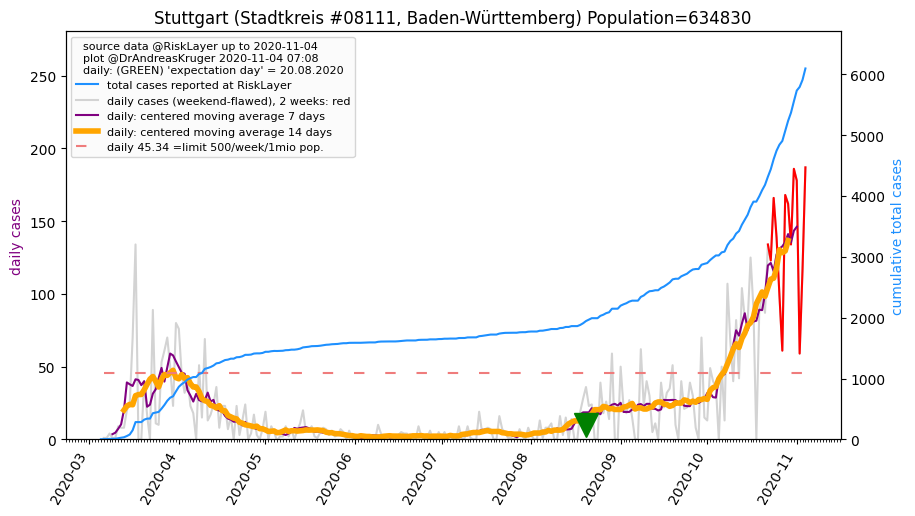 Stuttgart (Stadtkreis #08111, Baden-Württemberg) Population=634830
source data @RiskLayer up to 2020-11-04
plot @DrAndreasKruger 2020-11-04 07:08
daily: (GREEN) 'expectation day' = 20.08.2020
total cases reported at RiskLayer
daily cases (weekend-flawed), 2 weeks: red
daily: centered moving average 7 days
daily: centered moving average 14 days
daily 45.34 =limit 500/week/1mio pop.
daily cases
250
200
150
100
50
0
cumulative total cases
6000
5000
4000
3000
2000
1000
0
2020-03
2020-04
2020-05
2020-06
2020-07
2020-08
2020-09
2020-10
2020-11